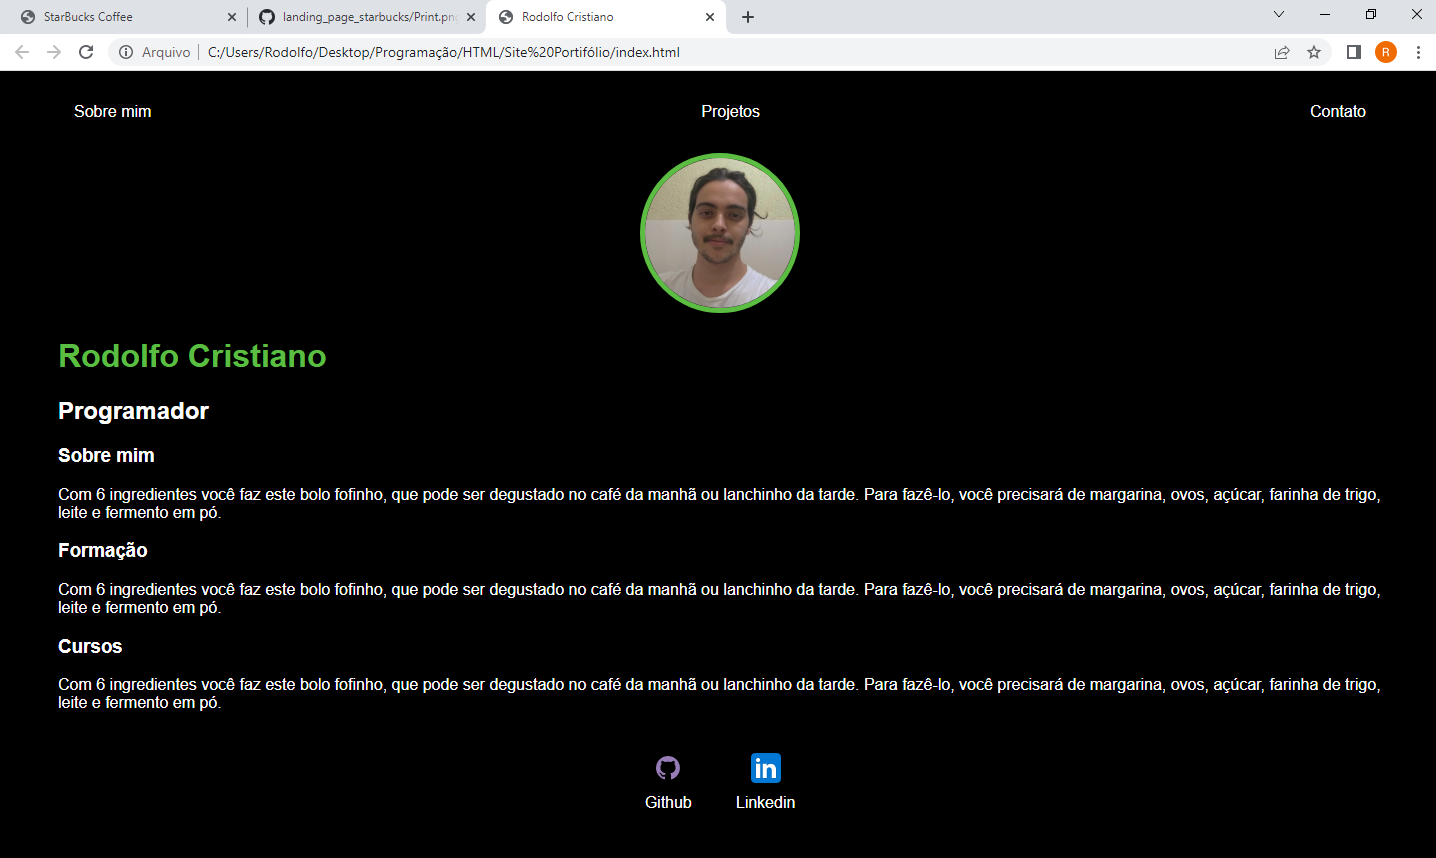 StarBucks Coffee
landing_page_starbucks/Print.pn
Rodolfo Cristiano
Arquivo
C:/Users/Rodolfo/Desktop/Programação/HTML/Site%20Portifólio/index.html
R
Sobre mim
Projetos
Contato
Rodolfo Cristiano
Programador
Sobre mim
Com 6 ingredientes você faz este bolo fofinho, que pode ser degustado no café da manhã ou lanchinho da tarde. Para fazê-lo, você precisará de margarina, ovos, açúcar, farinha de trigo,
leite e fermento em pó.
Formação
Com 6 ingredientes você faz este bolo fofinho, que pode ser degustado no café da manhã ou lanchinho da tarde. Para fazê-lo, você precisará de margarina, ovos, açúcar, farinha de trigo,
leite e fermento em pó.
Cursos
Com 6 ingredientes você faz este bolo fofinho, que pode ser degustado no café da manhã ou lanchinho da tarde. Para fazê-lo, você precisará de margarina, ovos, açúcar, farinha de trigo,
leite e fermento em pó.
in
Github
Linkedin